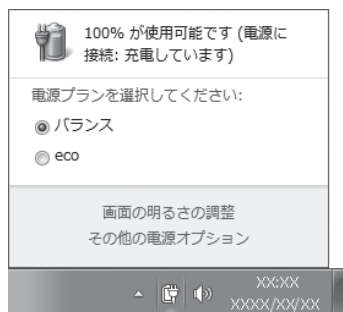 100% が使用可能です (電源に
接続: 充電しています)
電源プランを選択してください:
バランス
eco
画面の明るさの調整
その他の電源オプション
XX:XX
XXXX/XX/XX